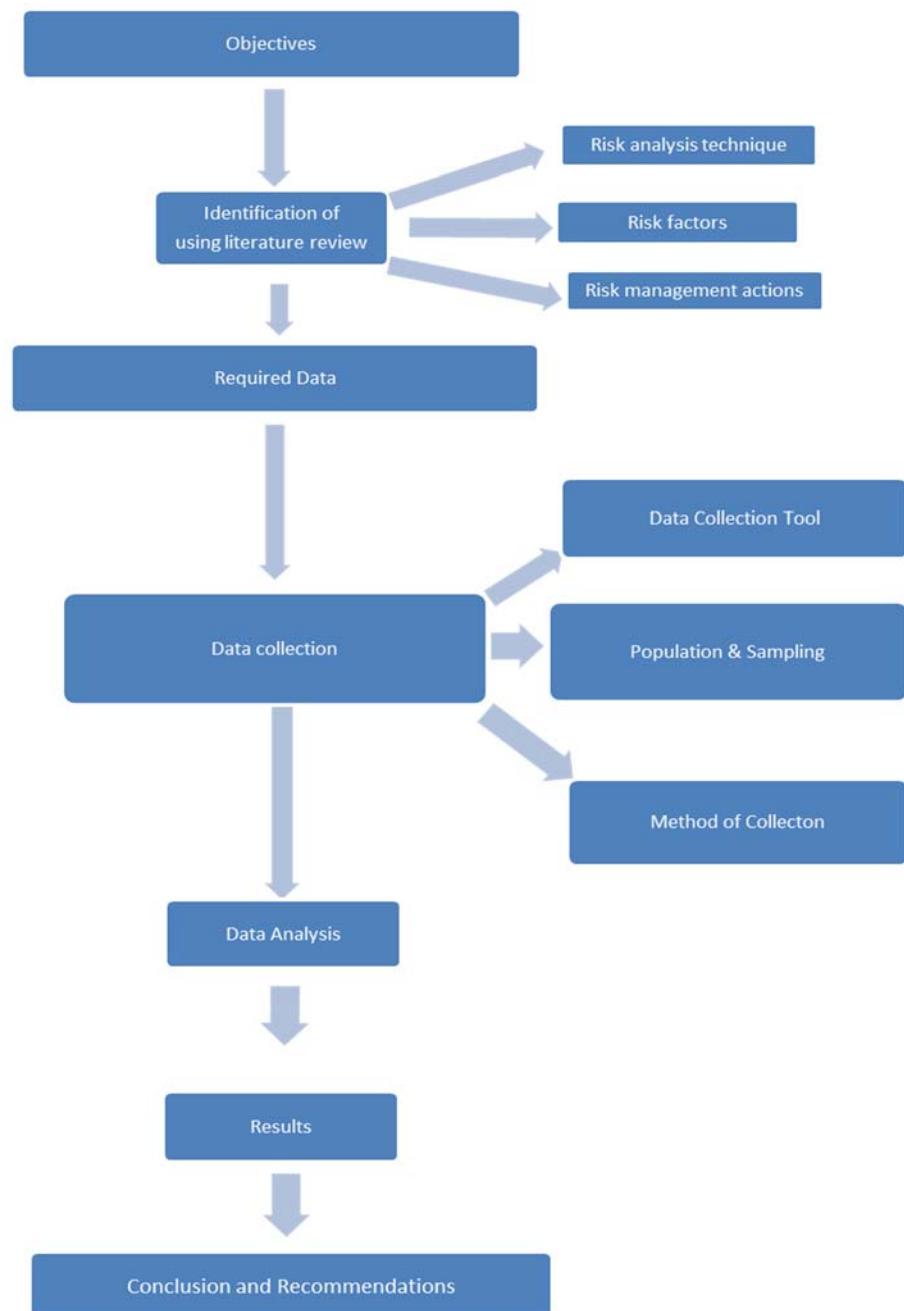 Objectives
Risk analysis technique
Identification of
using literature review
Risk factors
Risk management actions
Required Data
Data Collection Tool
Data collection
Population & Sampling
Method of Collecton
Data Analysis
Results
Conclusion and Recommendations